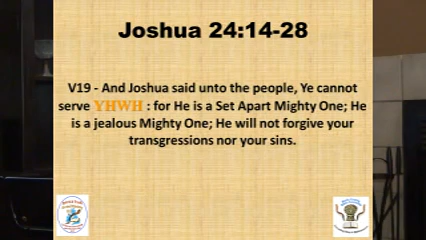 Joshua 24:14-28
V19 - And Joshua said unto the people, Ye cannot
serve YHWH : for He is a Set Apart Mighty One; He
is a jealous Mighty One; He will not forgive your
transgressions nor your sins.